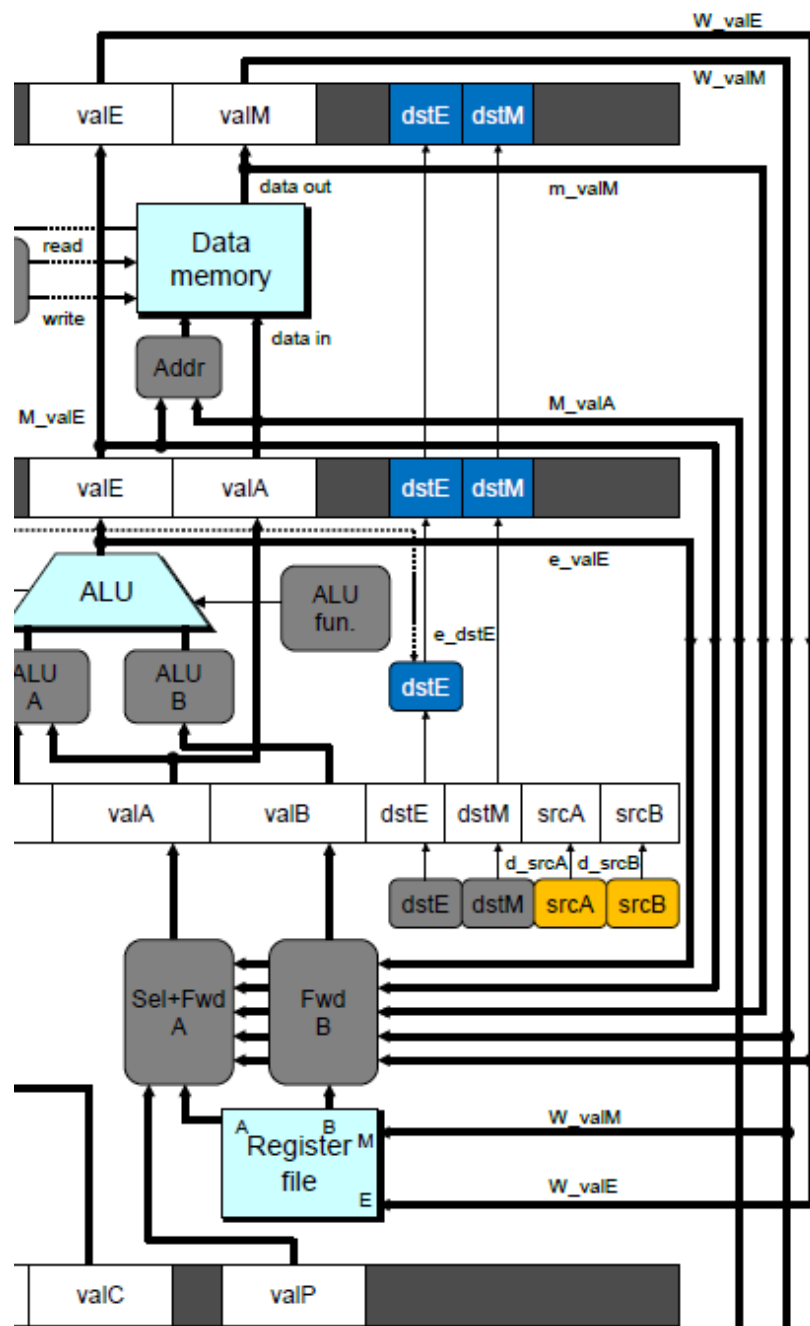 W_valE
W_valM
valE valM dstE dstM
data out m_valM
read
Data
memory
write
data in
Addr
M_valE M_valA
valE valA dstE dstM
e_valE
ALU
ALU
fun.
e_dstE
ALU
A
ALU
B
dstE
valA valB dstE dstM srcA srcB
d_srcA d_srcB
dstE dstM srcA srcB
Sel+Fwd
A
Fwd
B
A B W_valM
Register M
file
E W_valE
valC valP